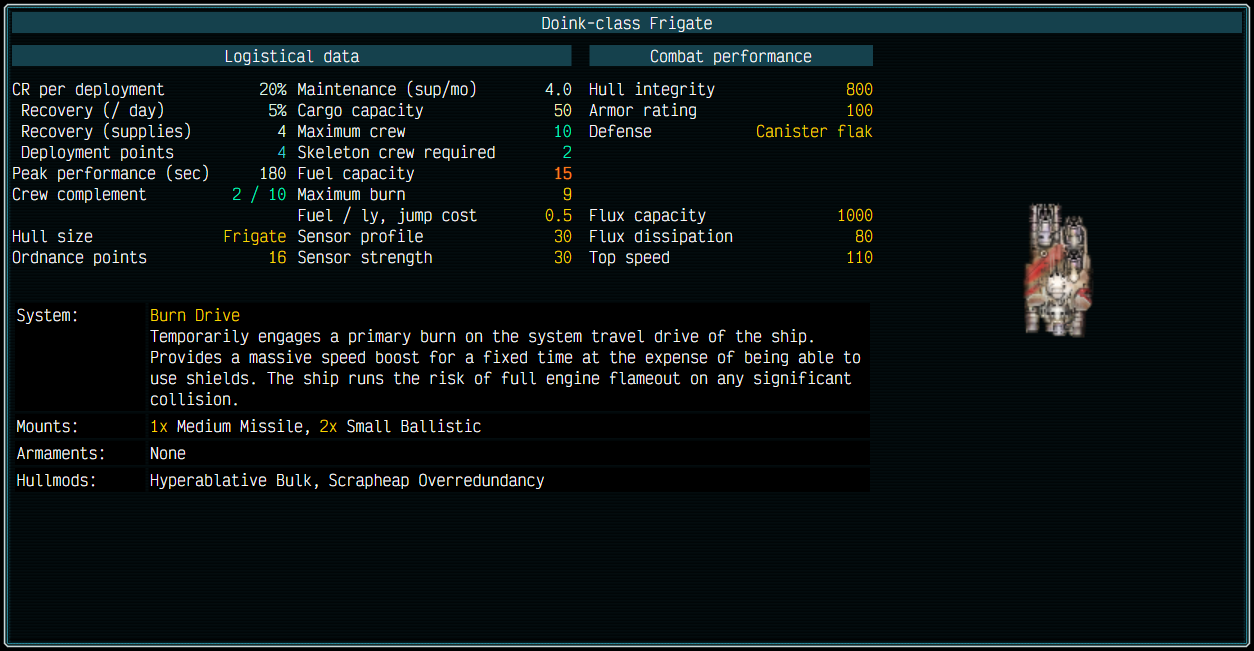 Doink-class Frigate
Logistical data
Combat performance
CR per deployment 20% Maintenance (sup/mo) 4.0 Hull integrity 800
Recovery (/ day) 5% Cargo capacity 50 Armor rating 100
Recovery (supplies) 4 Maximum crew 10 Defense Canister flak
Deployment points 4 Skeleton crew required 2
Peak performance (sec) 180 Fuel capacity 15
Crew complement 2 / 10 Maximum burn 9
Fuel / ly, jump cost 0.5 Flux capacity 1000
Hull size Frigate Sensor profile 30 Flux dissipation 80
Ordnance points 16 Sensor strength 30 Top speed 110
System: Burn Drive
Temporarily engages a primary burn on the system travel drive of the ship.
Provides a massive speed boost for a fixed time at the expense of being able to
use shields. The ship runs the risk of full engine flameout on any significant
collision.
Mounts: 1x Medium Missile, 2x Small Ballistic
Armaments: None
Hullmods: Hyperablative Bulk, Scrapheap Overredundancy